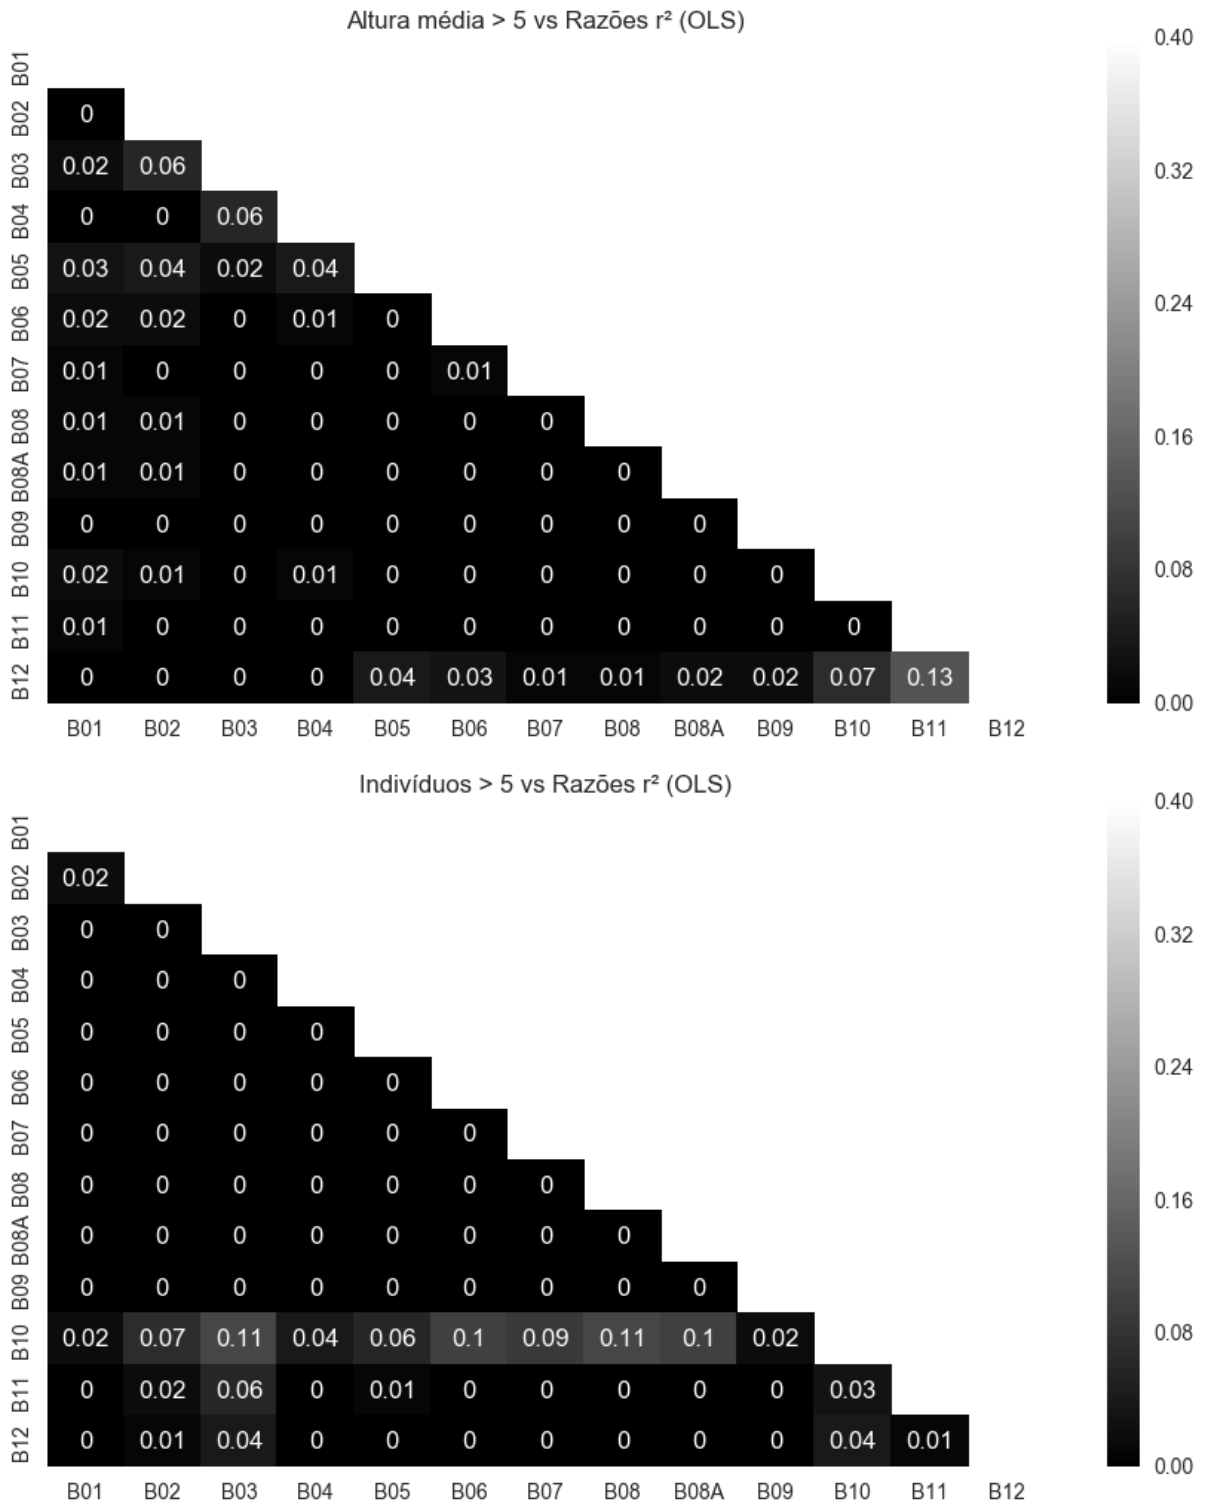 Altura média > 5 vs Razões r² (OLS)
0.40
B01
B02 0
B03 0.02 0.06
0.32
B04 0 0 0.06
B05 0.03 0.04 0.02 0.04
0.24
B06 0.02 0.02 0 0.01 0
B07 0.01 0 0 0 0 0.01
B08 0.01 0.01 0 0 0 0 0
0.16
B08A 0.01 0.01 0 0 0 0 0 0
B09 0 0 0 0 0 0 0 0 0
0.08
B10 0.02 0.01 0 0.01 0 0 0 0 0 0
B11 0.01 0 0 0 0 0 0 0 0 0 0
B12 0 0 0 0 0.04 0.03 0.01 0.01 0.02 0.02 0.07 0.13
0.00
B01 B02 B03 B04 B05 B06 B07 B08 B08A B09 B10 B11 B12
Indivíduos > 5 vs Razões r² (OLS)
0.40
B01
B02 0.02
B03 0 0
0.32
B04 0 0 0
B05 0 0 0 0
0.24
B06 0 0 0 0 0
B07 0 0 0 0 0 0
B08 0 0 0 0 0 0 0
0.16
B08A 0 0 0 0 0 0 0 0
B09 0 0 0 0 0 0 0 0 0
0.08
B10 0.02 0.07 0.11 0.04 0.06 0.1 0.09 0.11 0.1 0.02
B11 0 0.02 0.06 0 0.01 0 0 0 0 0 0.03
B12 0 0.01 0.04 0 0 0 0 0 0 0 0.04 0.01
0.00
B01 B02 B03 B04 B05 B06 B07 B08 B08A B09 B10 B11 B12